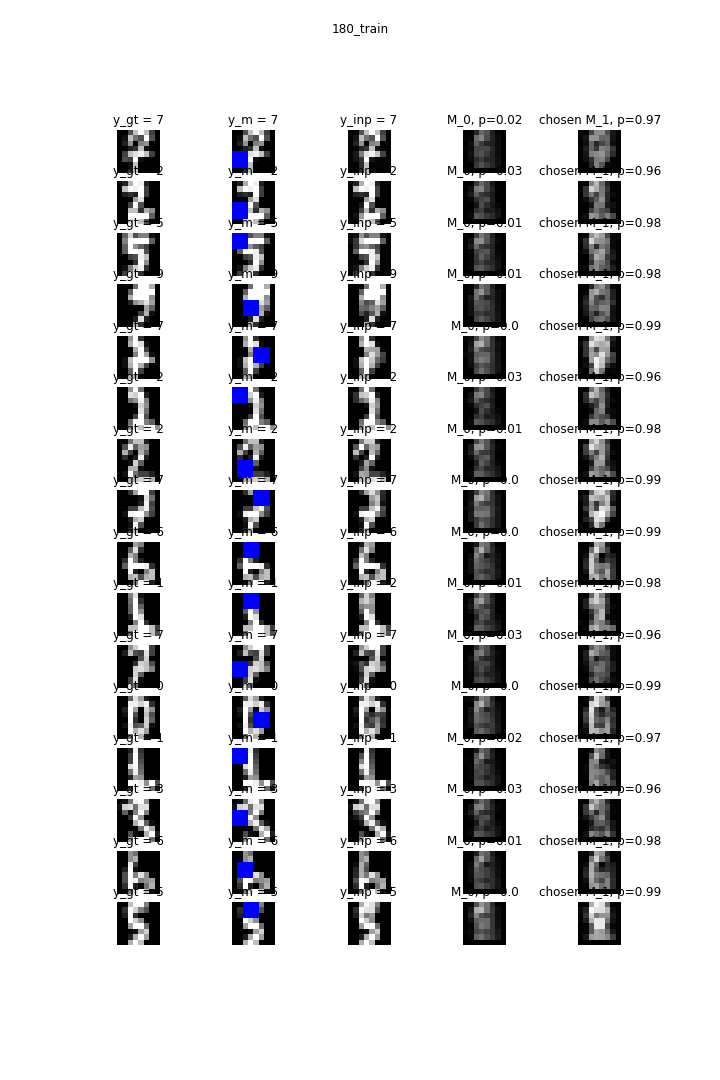 180_train
y_gt = 7 y_m = 7 y_inp = 7 M_0, p=0.02 chosen M_1, p=0.97
y_gt = 2 y_m = 2 y_inp = 2 M_0, p=0.03 chosen M_1, p=0.96
y_gt = 5 y_m = 5 y_inp = 5 M_0, p=0.01 chosen M_1, p=0.98
y_gt = 9 y_m = 9 y_inp = 9 M_0, p=0.01 chosen M_1, p=0.98
y_gt = 7 y_m = 7 y_inp = 7 M_0, p=0.0 chosen M_1, p=0.99
y_gt = 2 y_m = 2 y_inp = 2 M_0, p=0.03 chosen M_1, p=0.96
y_gt = 2 y_m = 2 y_inp = 2 M_0, p=0.01 chosen M_1, p=0.98
y_gt = 7 y_m = 7 y_inp = 7 M_0, p=0.0 chosen M_1, p=0.99
y_gt = 6 y_m = 6 y_inp = 6 M_0, p=0.0 chosen M_1, p=0.99
y_gt = 1 y_m = 1 y_inp = 2 M_0, p=0.01 chosen M_1, p=0.98
y_gt = 7 y_m = 7 y_inp = 7 M_0, p=0.03 chosen M_1, p=0.96
y_gt = 0 y_m = 0 y_inp = 0 M_0, p=0.0 chosen M_1, p=0.99
y_gt = 1 y_m = 1 y_inp = 1 M_0, p=0.02 chosen M_1, p=0.97
y_gt = 3 y_m = 3 y_inp = 3 M_0, p=0.03 chosen M_1, p=0.96
y_gt = 6 y_m = 6 y_inp = 6 M_0, p=0.01 chosen M_1, p=0.98
y_gt = 5 y_m = 5 y_inp = 5 M_0, p=0.0 chosen M_1, p=0.99